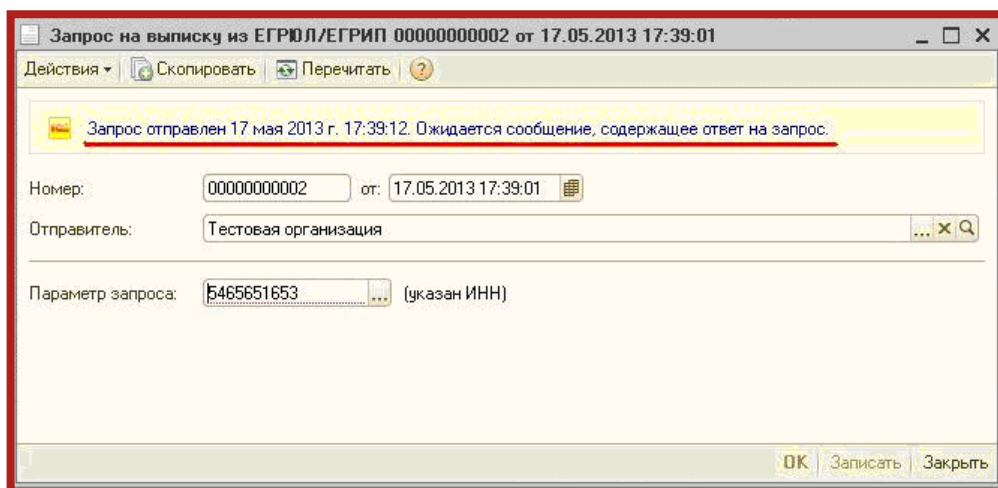 Запрос на выписку из ЕГРЮЛ/ЕГРИП 00000000002 от 17.05.2013 17:39:01
Действия Скопировать Перечитать ?
Запрос отправлен 17 мая 2013 г. 17:39:12. Ожидается сообщение, содержащее ответ на запрос.
Номер: 00000000002 от: 17.05.2013 17:39:01
Отправитель: Тестовая организация ...
Параметр запроса: 5465651653 ... (указан ИНН)
OK Записать Закрыть